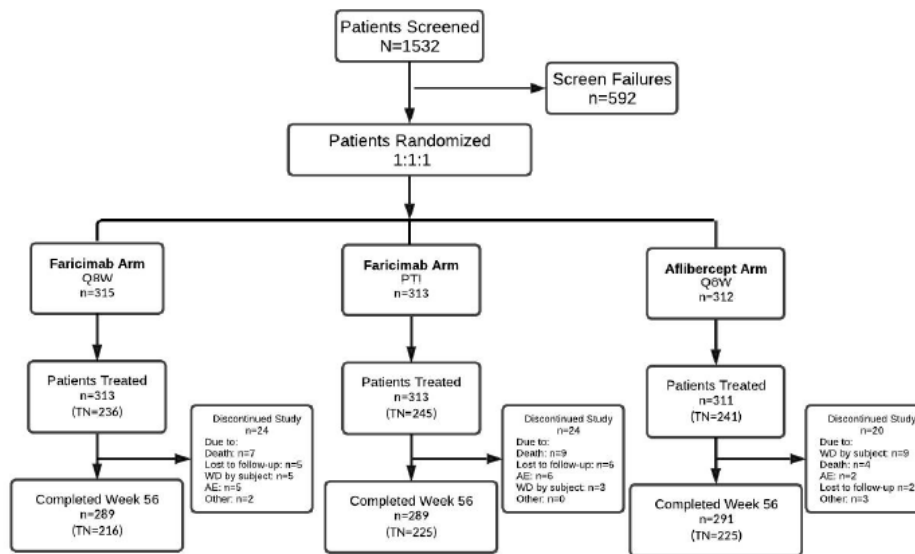 Patients Screened
N=1532
Screen Failures
n=592
Patients Randomized
1:1:1
Faricimab Arm
Q8W
n=315
Faricimab Arm
PTI
n=313
Aflibercept Arm
Q8W
n=312
Patients Treated
n=313
(TN=236)
Patients Treated
n=313
(TN=245)
Patients Treated
n=311
(TN=241)
Discontinued Study
n=24
Due to:
Death: n=7
Lost to follow-up: n=5
WD by subject: n=5
AE: n=5
Other: n=2
Discontinued Study
n=24
Due to:
Death: n=9
Lost to follow-up: n=6
AE: n=6
WD by subject: n=3
Other: n=0
Discontinued Study
n=20
Due to:
WD by subject: n=9
Death: n=4
AE: n=2
Lost to follow-up n=2
Other: n=3
Completed Week 56
n=289
(TN=216)
Completed Week 56
n=289
(TN=225)
Completed Week 56
n=291
(TN=225)